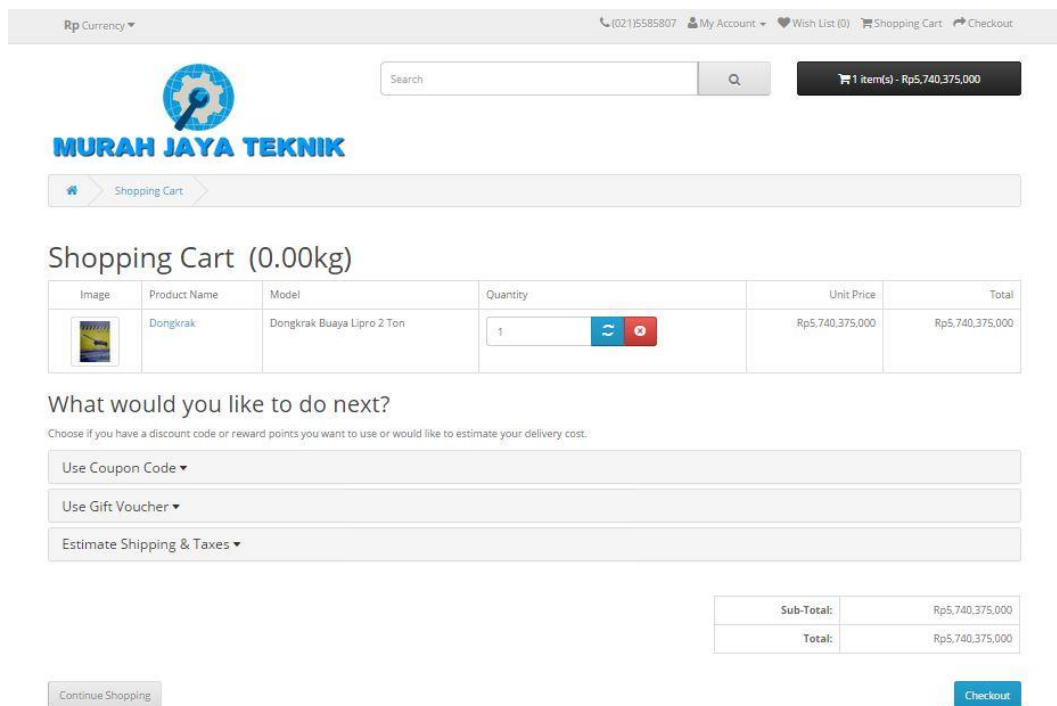 Rp Currency
(021)5585807 My Account Wish List (0) Shopping Cart Checkout
Search
1 item(s) - Rp5,740,375,000
MURAH JAYA TEKNIK
Shopping Cart
Shopping Cart (0.00kg)
Image Product Name Model Quantity Unit Price Total
Dongkrak Dongkrak Buaya Lipro 2 Ton 1 Rp5,740,375,000 Rp5,740,375,000
What would you like to do next?
Choose if you have a discount code or reward points you want to use or would like to estimate your delivery cost.
Use Coupon Code
Use Gift Voucher
Estimate Shipping & Taxes
Sub-Total: Rp5,740,375,000
Total: Rp5,740,375,000
Continue Shopping Checkout